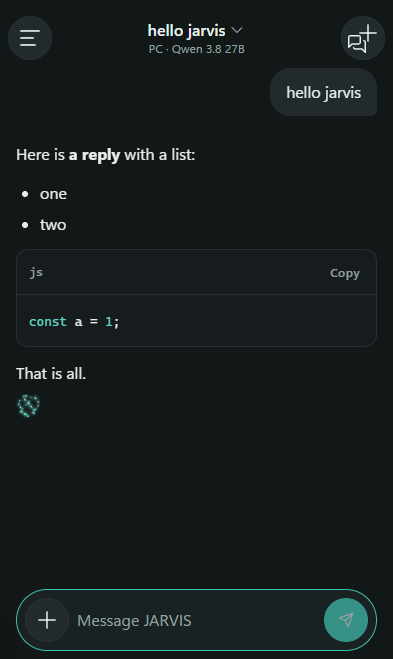 hello jarvis
PC · Qwen 3.8 27B
hello jarvis
Here is a reply with a list:
one
two
js
Copy
const a = 1;
That is all.
Message JARVIS